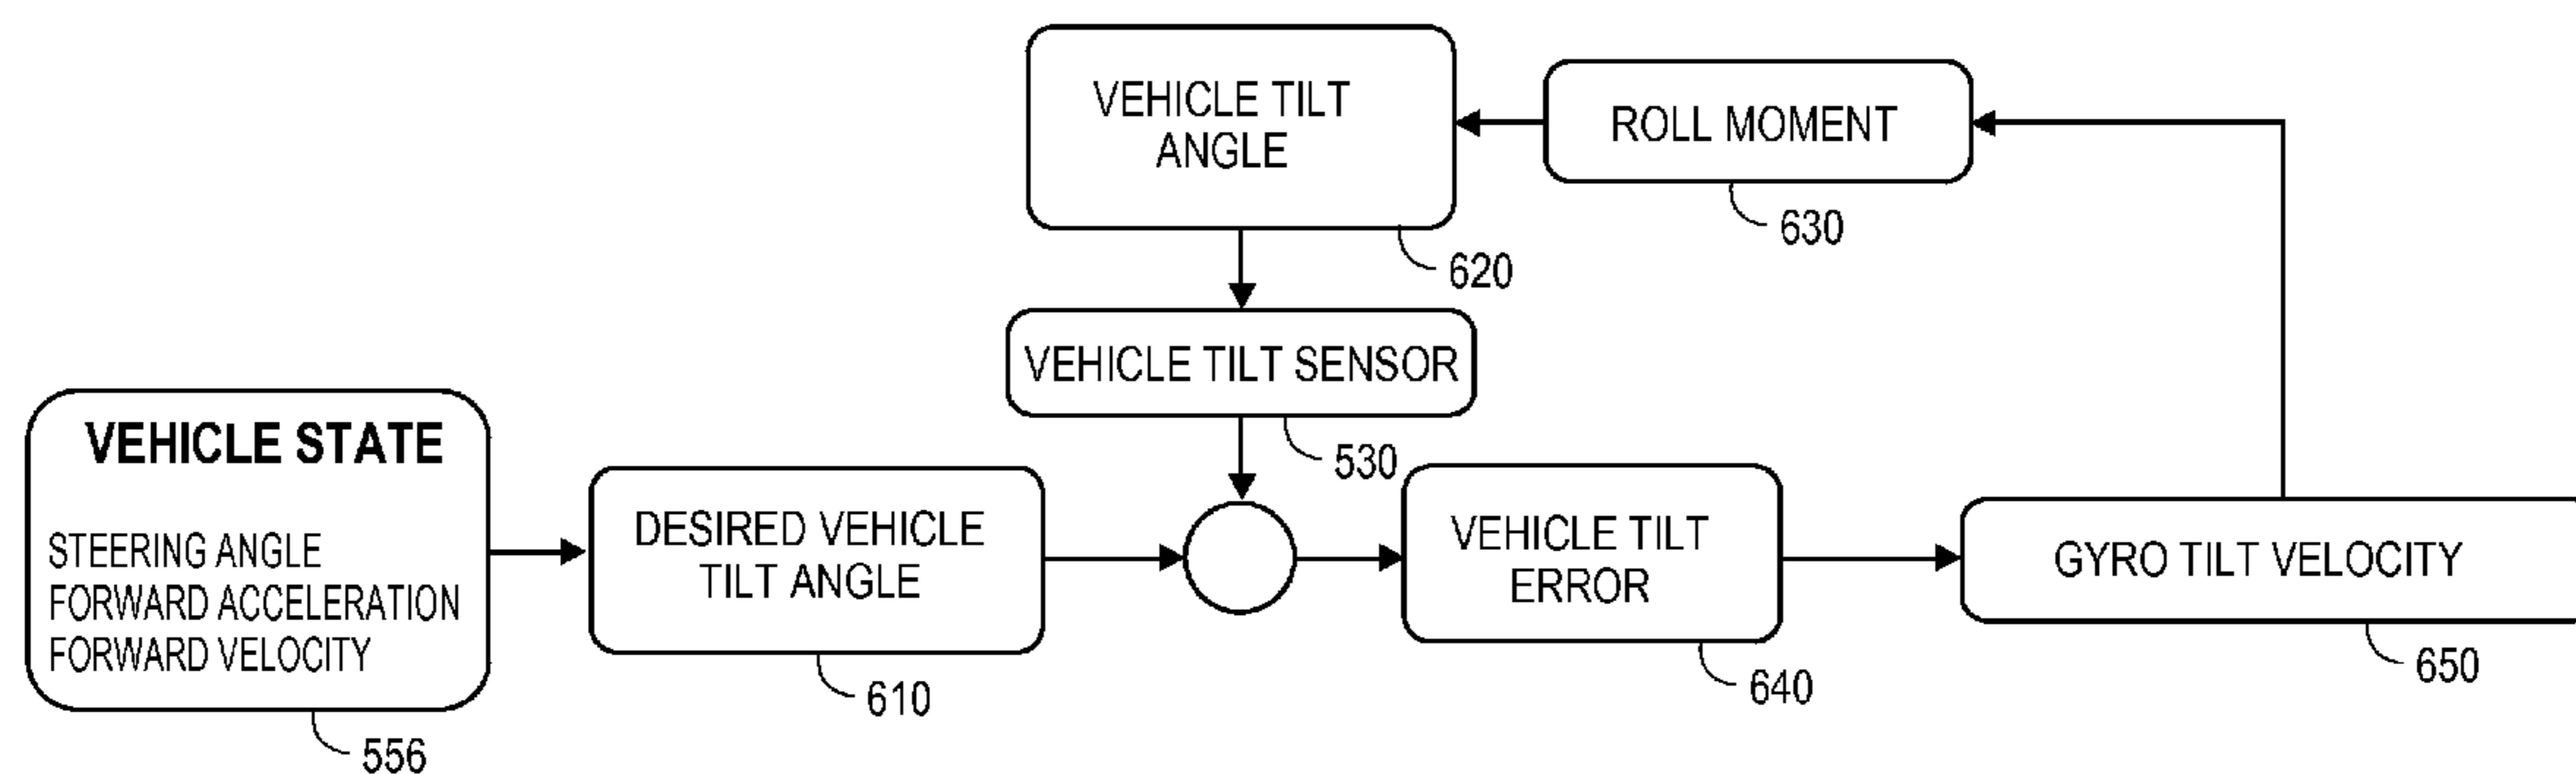 VEHICLE TILT
ANGLE
620
ROLL MOMENT
630
VEHICLE TILT SENSOR
530
VEHICLE STATE
STEERING ANGLE
FORWARD ACCELERATION
FORWARD VELOCITY
556
DESIRED VEHICLE
TILT ANGLE
610
VEHICLE TILT
ERROR
640
GYRO TILT VELOCITY
650